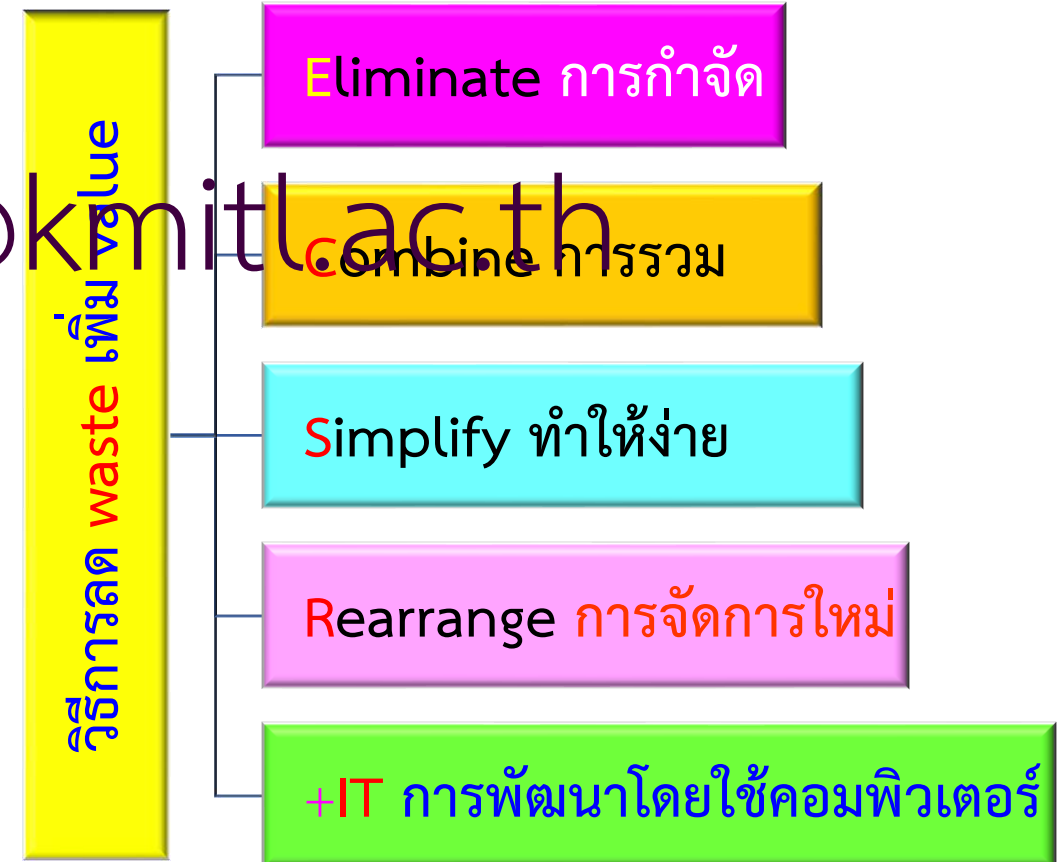 วิธีการลด waste เพิ่ม value
Eliminate การกำจัด
kmitl.ac.th
Combine การรวม
Simplify ทำให้ง่าย
Rearrange การจัดการใหม่
+IT การพัฒนาโดยใช้คอมพิวเตอร์